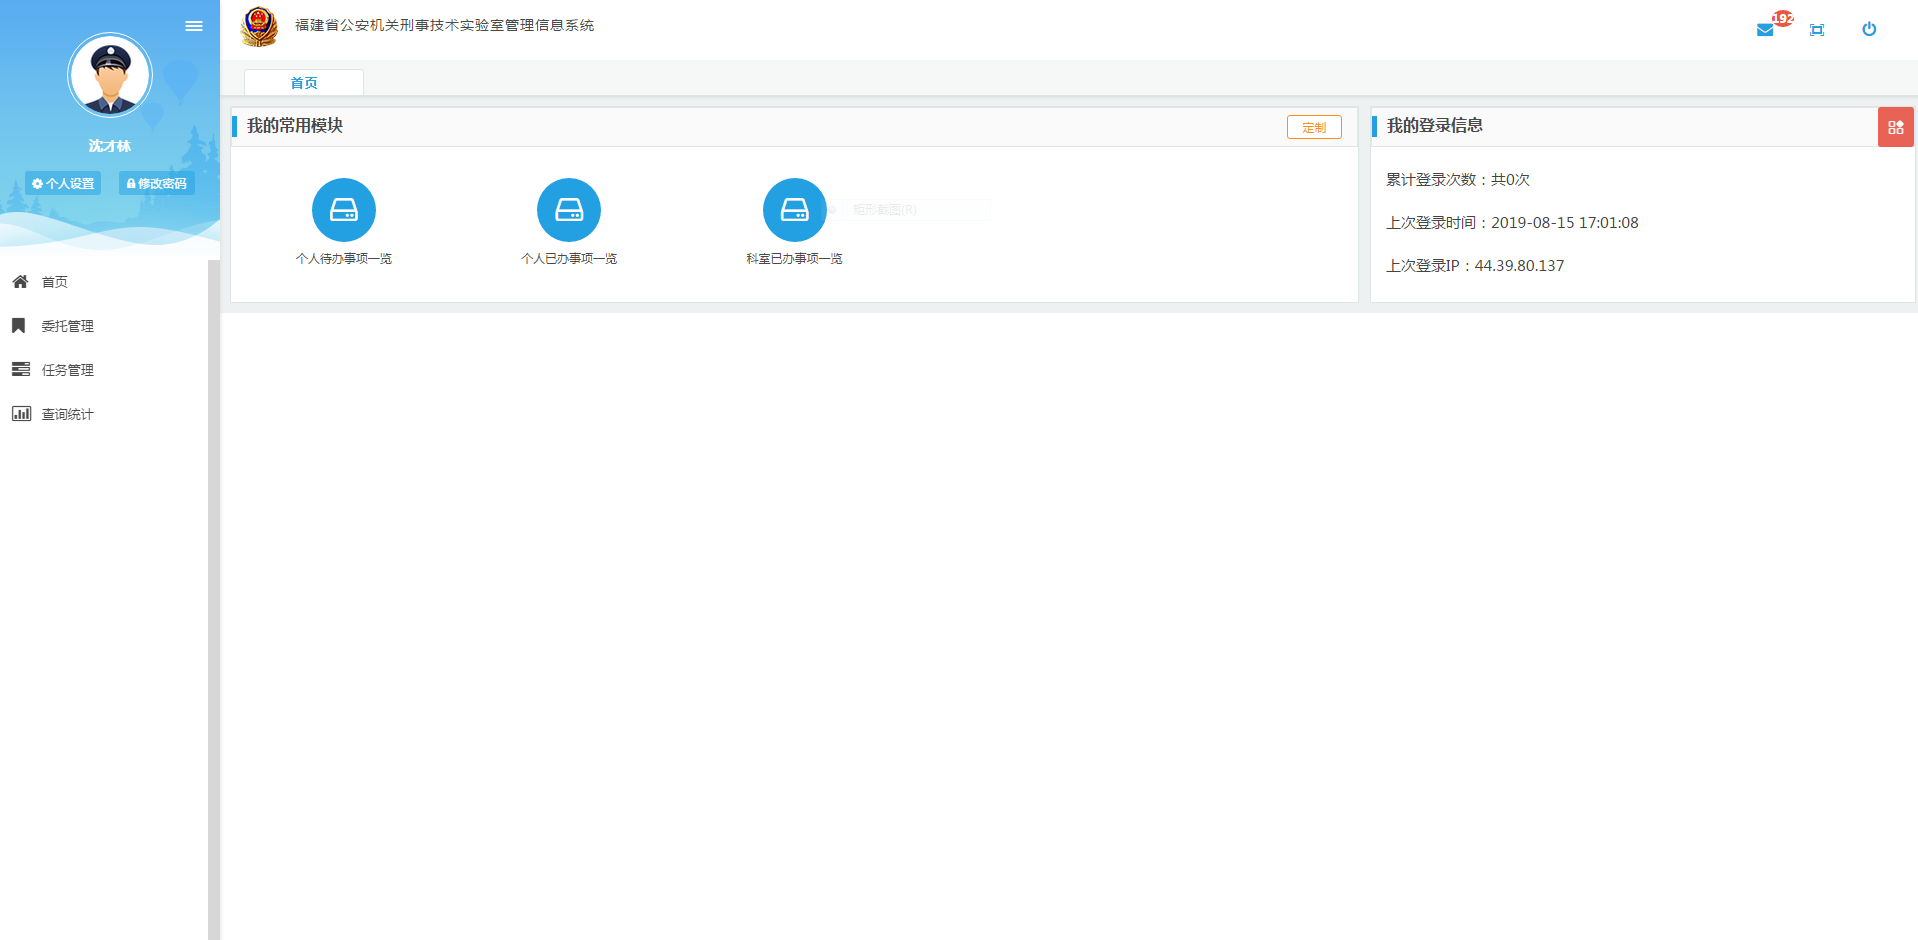 福建省公安机关刑事技术实验室管理信息系统
192
沈才林
个人设置
修改密码
首页
委托管理
任务管理
查询统计
首页
我的常用模块
定制
个人待办事项一览
个人已办事项一览
科室已办事项一览
矩形截图(R)
我的登录信息
累计登录次数：共0次
上次登录时间：2019-08-15 17:01:08
上次登录IP：44.39.80.137